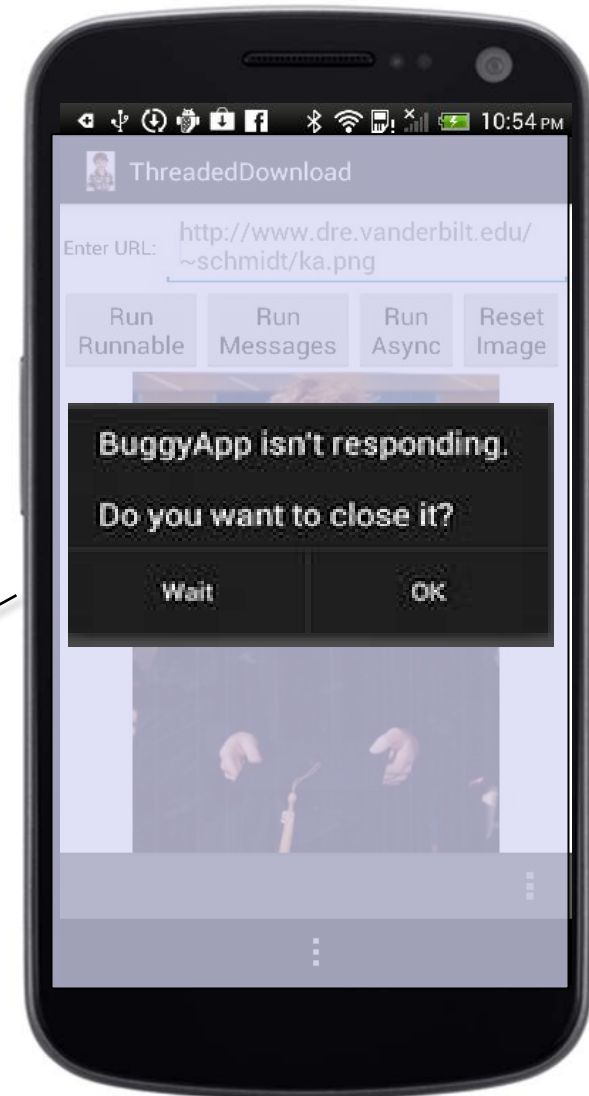 10:54 PM
ThreadedDownload
Enter URL:
http://www.dre.vanderbilt.edu/
~schmidt/ka.png
Run
Runnable
Run
Messages
Run
Async
Reset
Image
BuggyApp isn't responding.
Do you want to close it?
Wait
OK